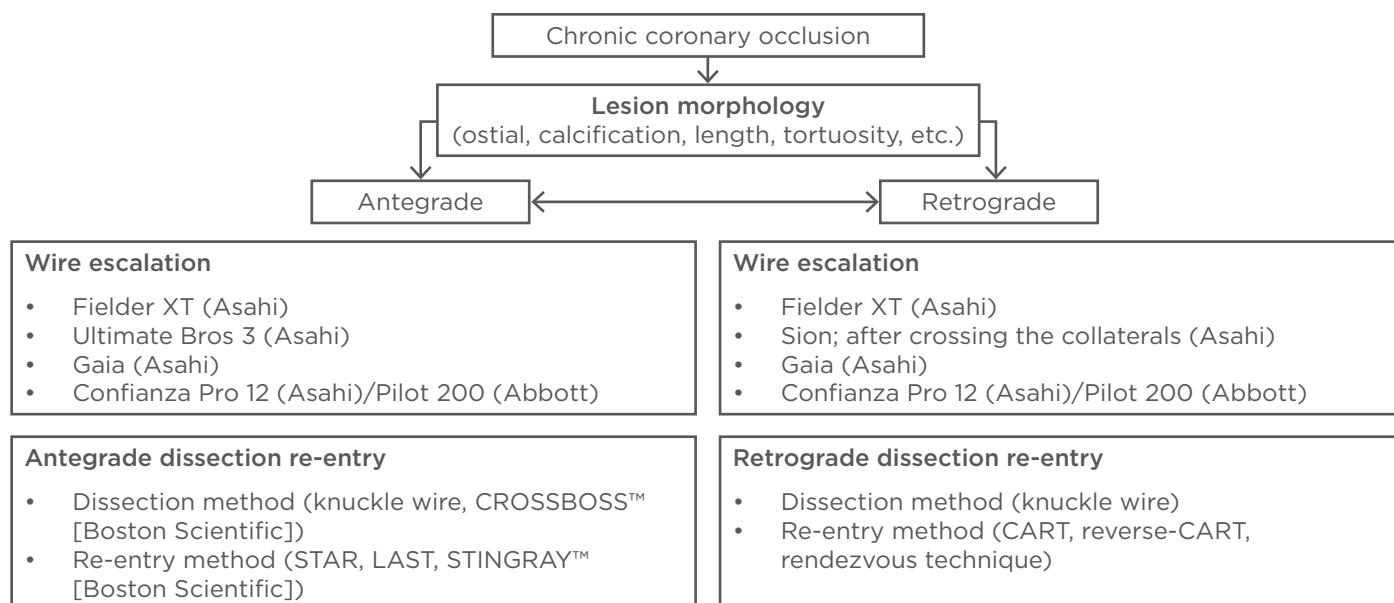 Chronic coronary occlusion
Lesion morphology
(ostial, calcification, length, tortuosity, etc.)
Antegrade
Retrograde
Wire escalation
• Fielder XT (Asahi)
• Ultimate Bros 3 (Asahi)
• Gaia (Asahi)
• Confianza Pro 12 (Asahi)/Pilot 200 (Abbott)
Wire escalation
• Fielder XT (Asahi)
• Sion; after crossing the collaterals (Asahi)
• Gaia (Asahi)
• Confianza Pro 12 (Asahi)/Pilot 200 (Abbott)
Antegrade dissection re-entry
• Dissection method (knuckle wire, CROSSBOSS™
[Boston Scientific])
• Re-entry method (STAR, LAST, STINGRAY™
[Boston Scientific])
Retrograde dissection re-entry
• Dissection method (knuckle wire)
• Re-entry method (CART, reverse-CART,
rendezvous technique)